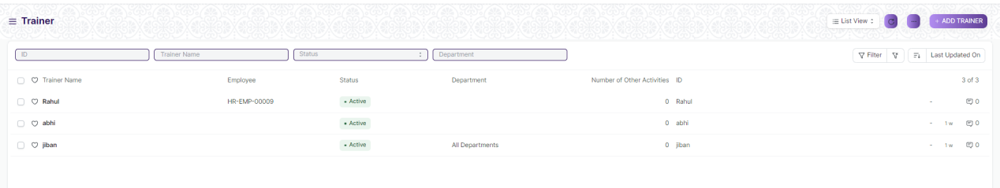 Trainer
List View
+ ADD TRAINER
ID Trainer Name Status Department Filter Last Updated On
Trainer Name Employee Status Department Number of Other Activities ID 3 of 3
Rahul HR-EMP-00009 Active 0 Rahul - 0
abhi Active 0 abhi - 1 w 0
jiban Active All Departments 0 jiban - 1 w 0